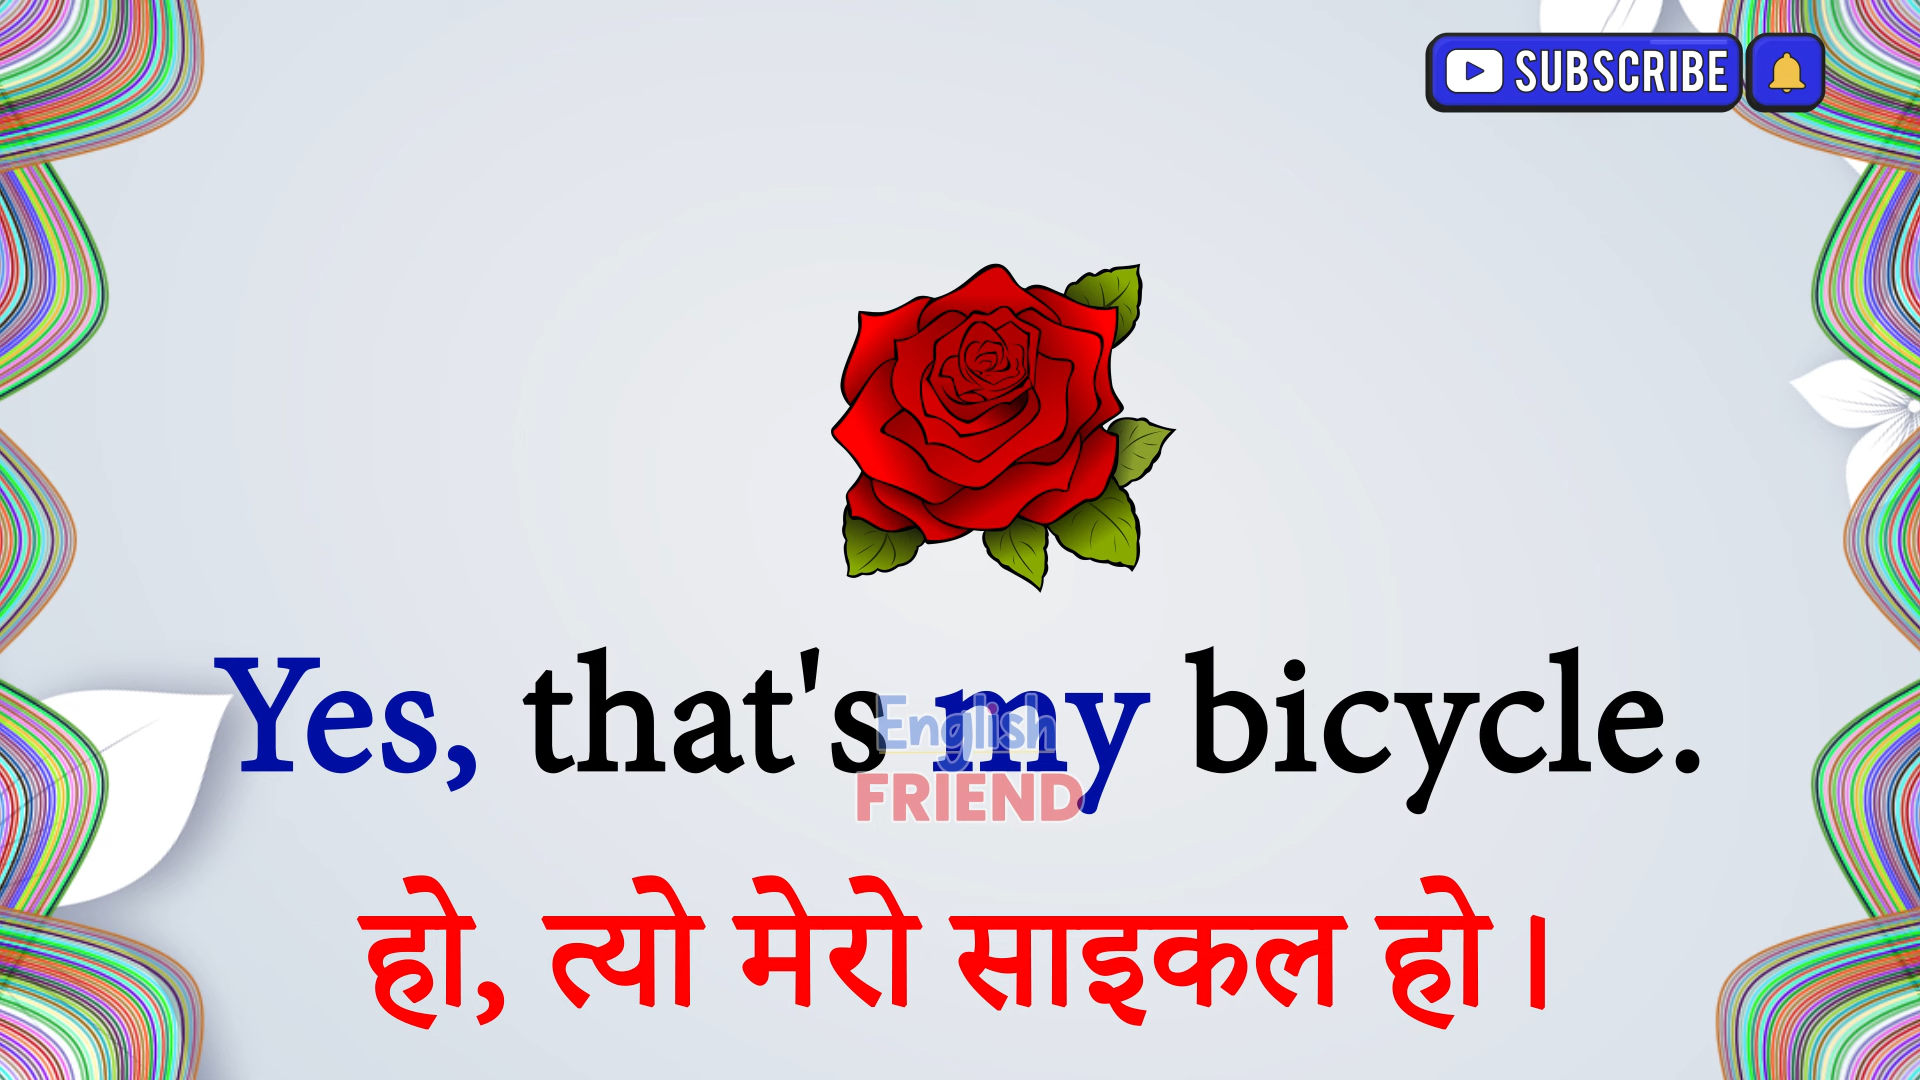 SUBSCRIBE
Yes, that's my bicycle.
English
FRIEND
हो, त्यो मेरो साइकल हो।